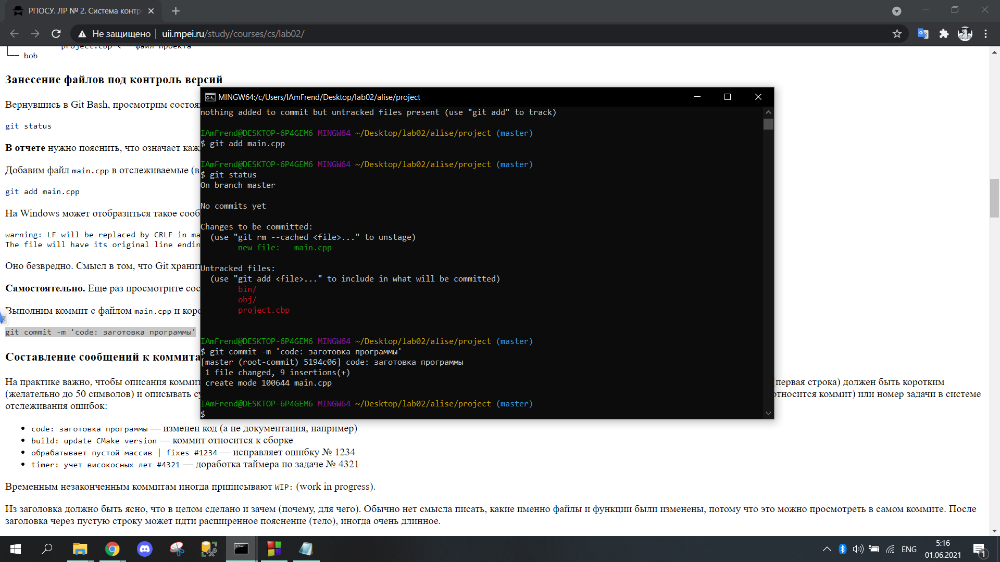 РПОСУ. ЛР № 2. Система контр
Не защищено | uii.mpei.ru/study/courses/cs/lab02/
project.cbp <-- файл проекта
└── bob
Занесение файлов под контроль версий
Вернувшись в Git Bash, просмотрим состоя
git status
В отчете нужно пояснить, что означает каж
Добавим файл main.cpp в отслеживаемые (в
git add main.cpp
На Windows может отобразиться такое сооб
warning: LF will be replaced by CRLF in ma
The file will have its original line endin
Оно безвредно. Смысл в том, что Git хранит
Самостоятельно. Еще раз просмотрите сос
Выполним коммит с файлом main.cpp и коро
git commit -m 'code: заготовка программы'
Составление сообщений к коммита
На практике важно, чтобы описания коммит
(первая строка) должен быть коротким
(желательно до 50 символов) и описывать су
относится коммит) или номер задачи в системе
отслеживания ошибок:
MINGW64:/c/Users/IAmFrend/Desktop/lab02/alise/project
nothing added to commit but untracked files present (use "git add" to track)
IAmFrend@DESKTOP-6P4GEM6 MINGW64 ~/Desktop/lab02/alise/project (master)
$ git add main.cpp
IAmFrend@DESKTOP-6P4GEM6 MINGW64 ~/Desktop/lab02/alise/project (master)
$ git status
On branch master
No commits yet
Changes to be committed:
(use "git rm --cached <file>..." to unstage)
new file:   main.cpp
Untracked files:
(use "git add <file>..." to include in what will be committed)
bin/
obj/
project.cbp
IAmFrend@DESKTOP-6P4GEM6 MINGW64 ~/Desktop/lab02/alise/project (master)
$ git commit -m 'code: заготовка программы'
[master (root-commit) 5194c06] code: заготовка программы
1 file changed, 9 insertions(+)
create mode 100644 main.cpp
IAmFrend@DESKTOP-6P4GEM6 MINGW64 ~/Desktop/lab02/alise/project (master)
$
• code: заготовка программы — изменен код (а не документация, например)
• build: update CMake version — коммит относится к сборке
• обрабатывает пустой массив | fixes #1234 — исправляет ошибку № 1234
• timer: учет високосных лет #4321 — доработка таймера по задаче № 4321
Временным незаконченным коммитам иногда приписывают WIP: (work in progress).
Из заголовка должно быть ясно, что в целом сделано и зачем (почему, для чего). Обычно нет смысла писать, какие именно файлы и функции были изменены, потому что это можно просмотреть в самом коммите. После
заголовка через пустую строку может идти расширенное пояснение (тело), иногда очень длинное.
ENG
5:16
01.06.2021
1